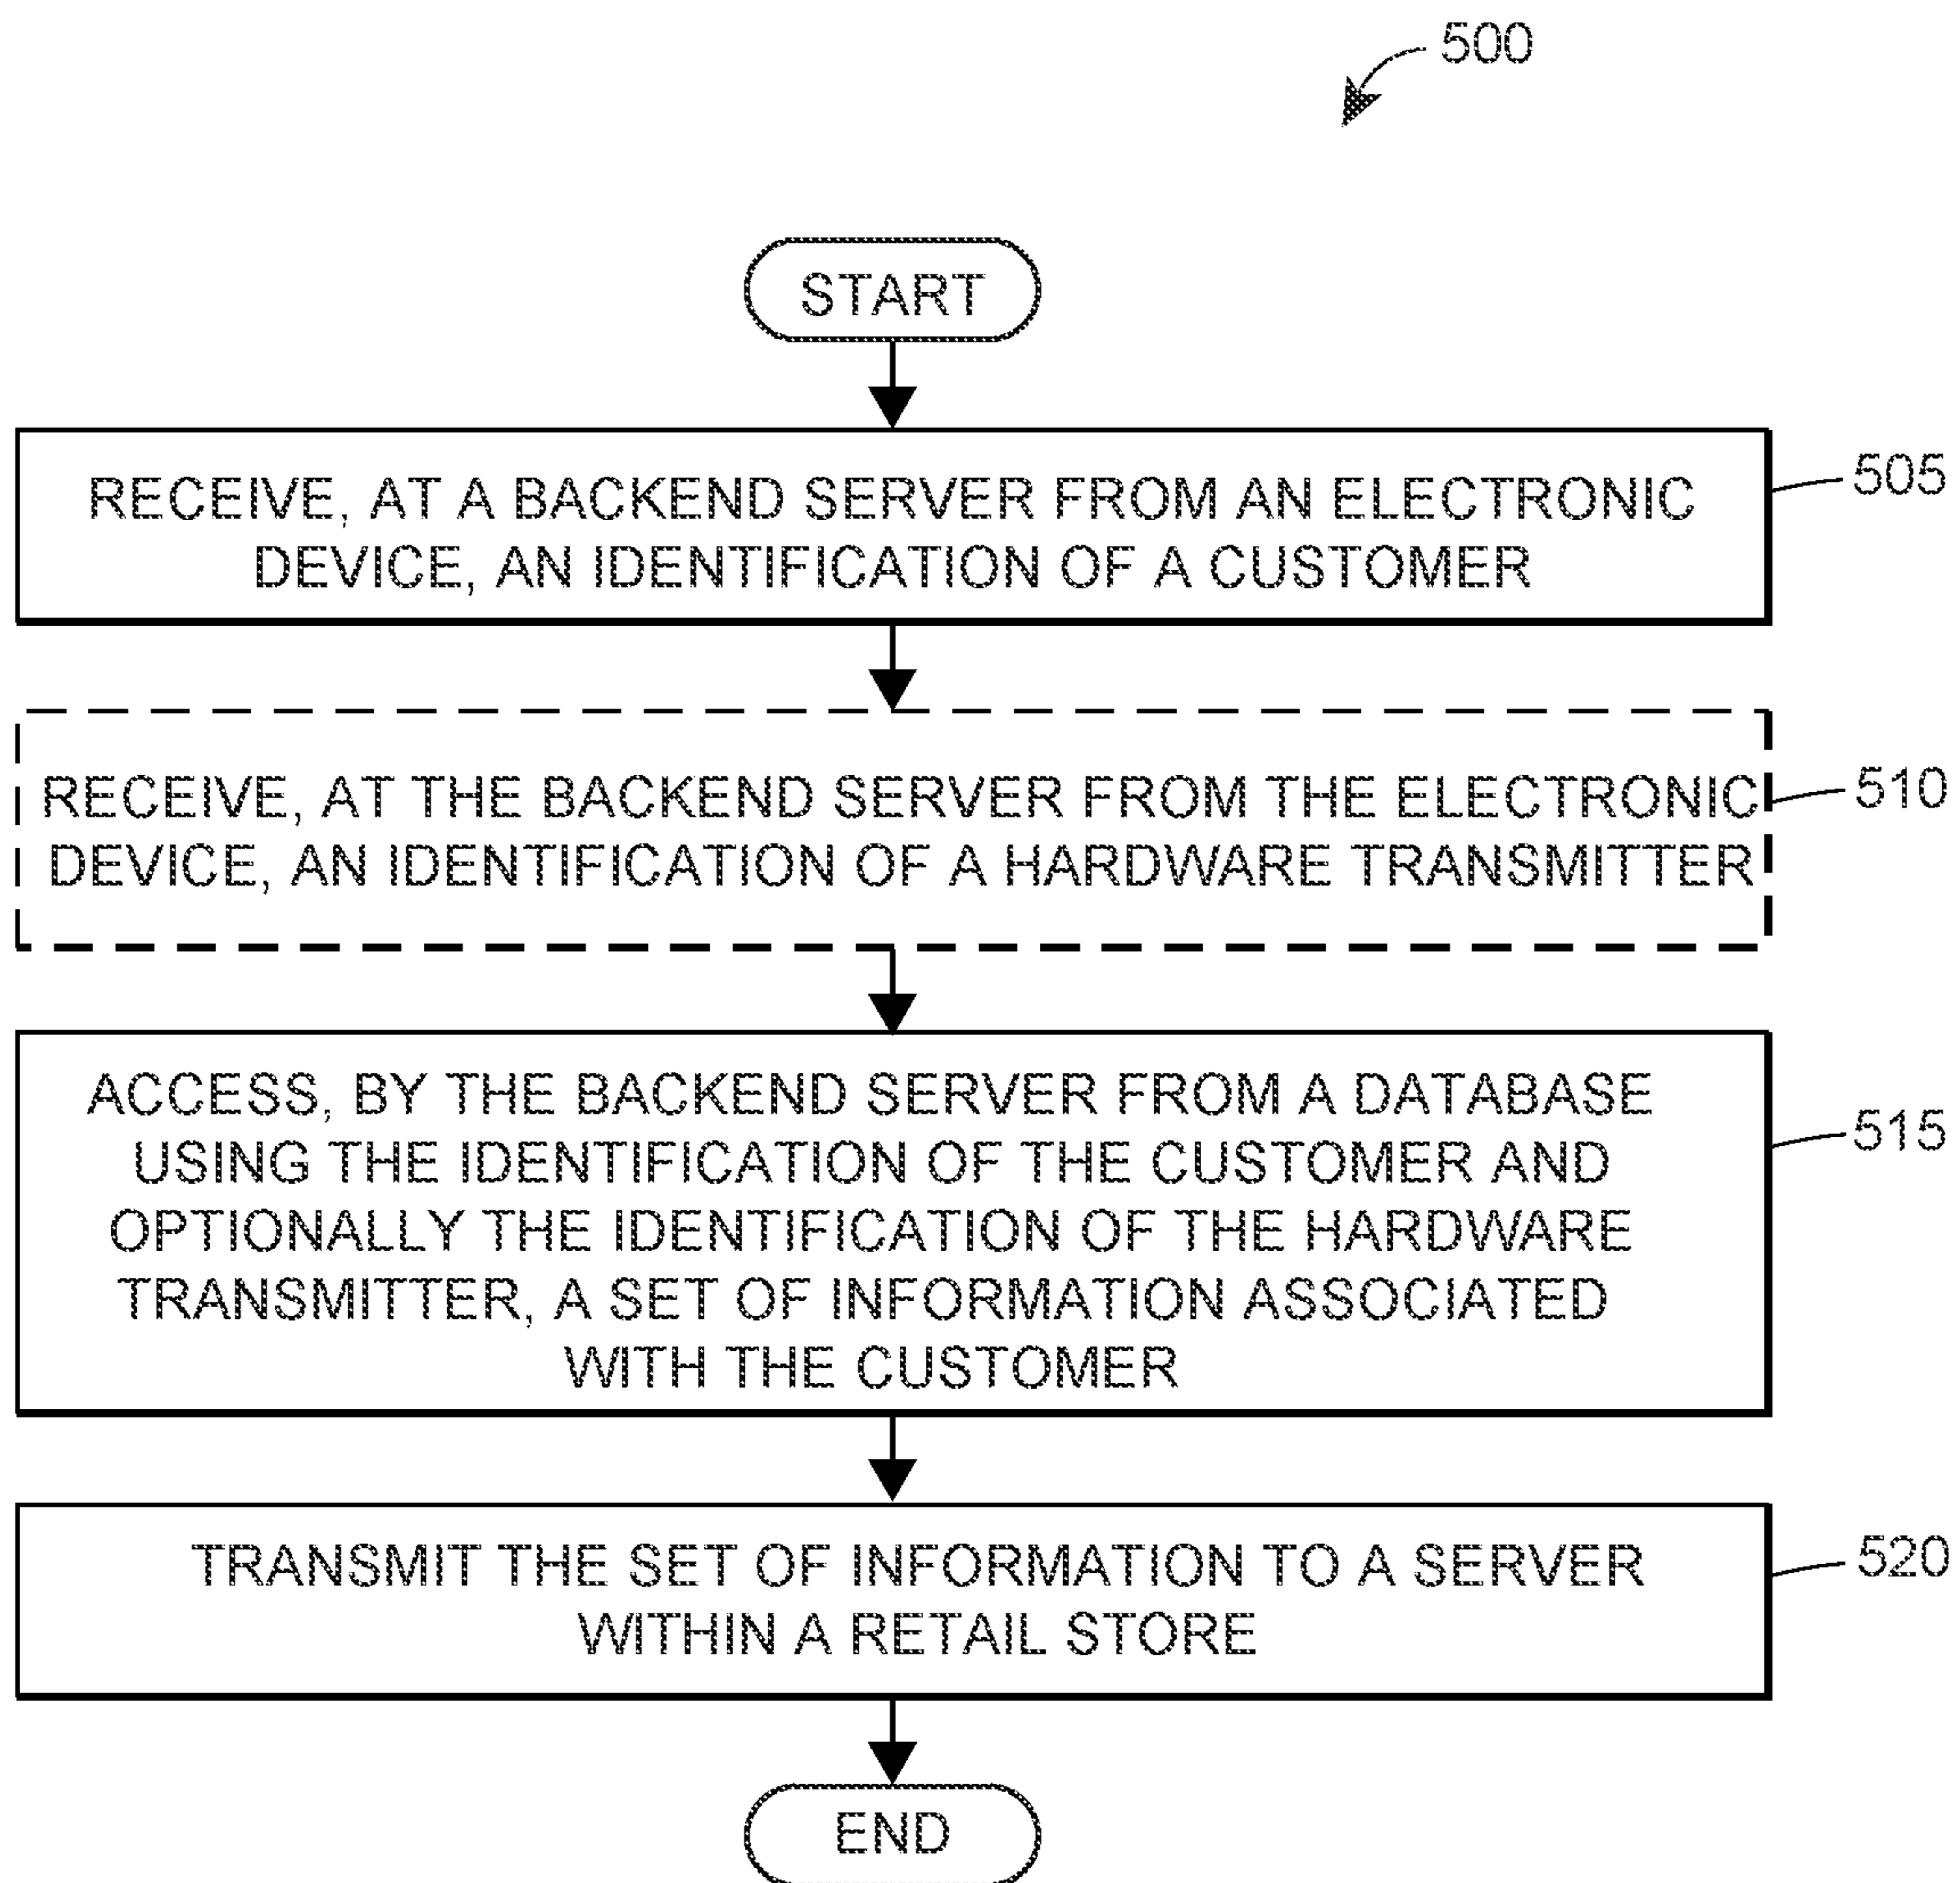 500
START
RECEIVE, AT A BACKEND SERVER FROM AN ELECTRONIC
DEVICE, AN IDENTIFICATION OF A CUSTOMER
505
RECEIVE, AT THE BACKEND SERVER FROM THE ELECTRONIC
DEVICE, AN IDENTIFICATION OF A HARDWARE TRANSMITTER
510
ACCESS, BY THE BACKEND SERVER FROM A DATABASE
USING THE IDENTIFICATION OF THE CUSTOMER AND
OPTIONALLY THE IDENTIFICATION OF THE HARDWARE
TRANSMITTER, A SET OF INFORMATION ASSOCIATED
WITH THE CUSTOMER
515
TRANSMIT THE SET OF INFORMATION TO A SERVER
WITHIN A RETAIL STORE
520
END